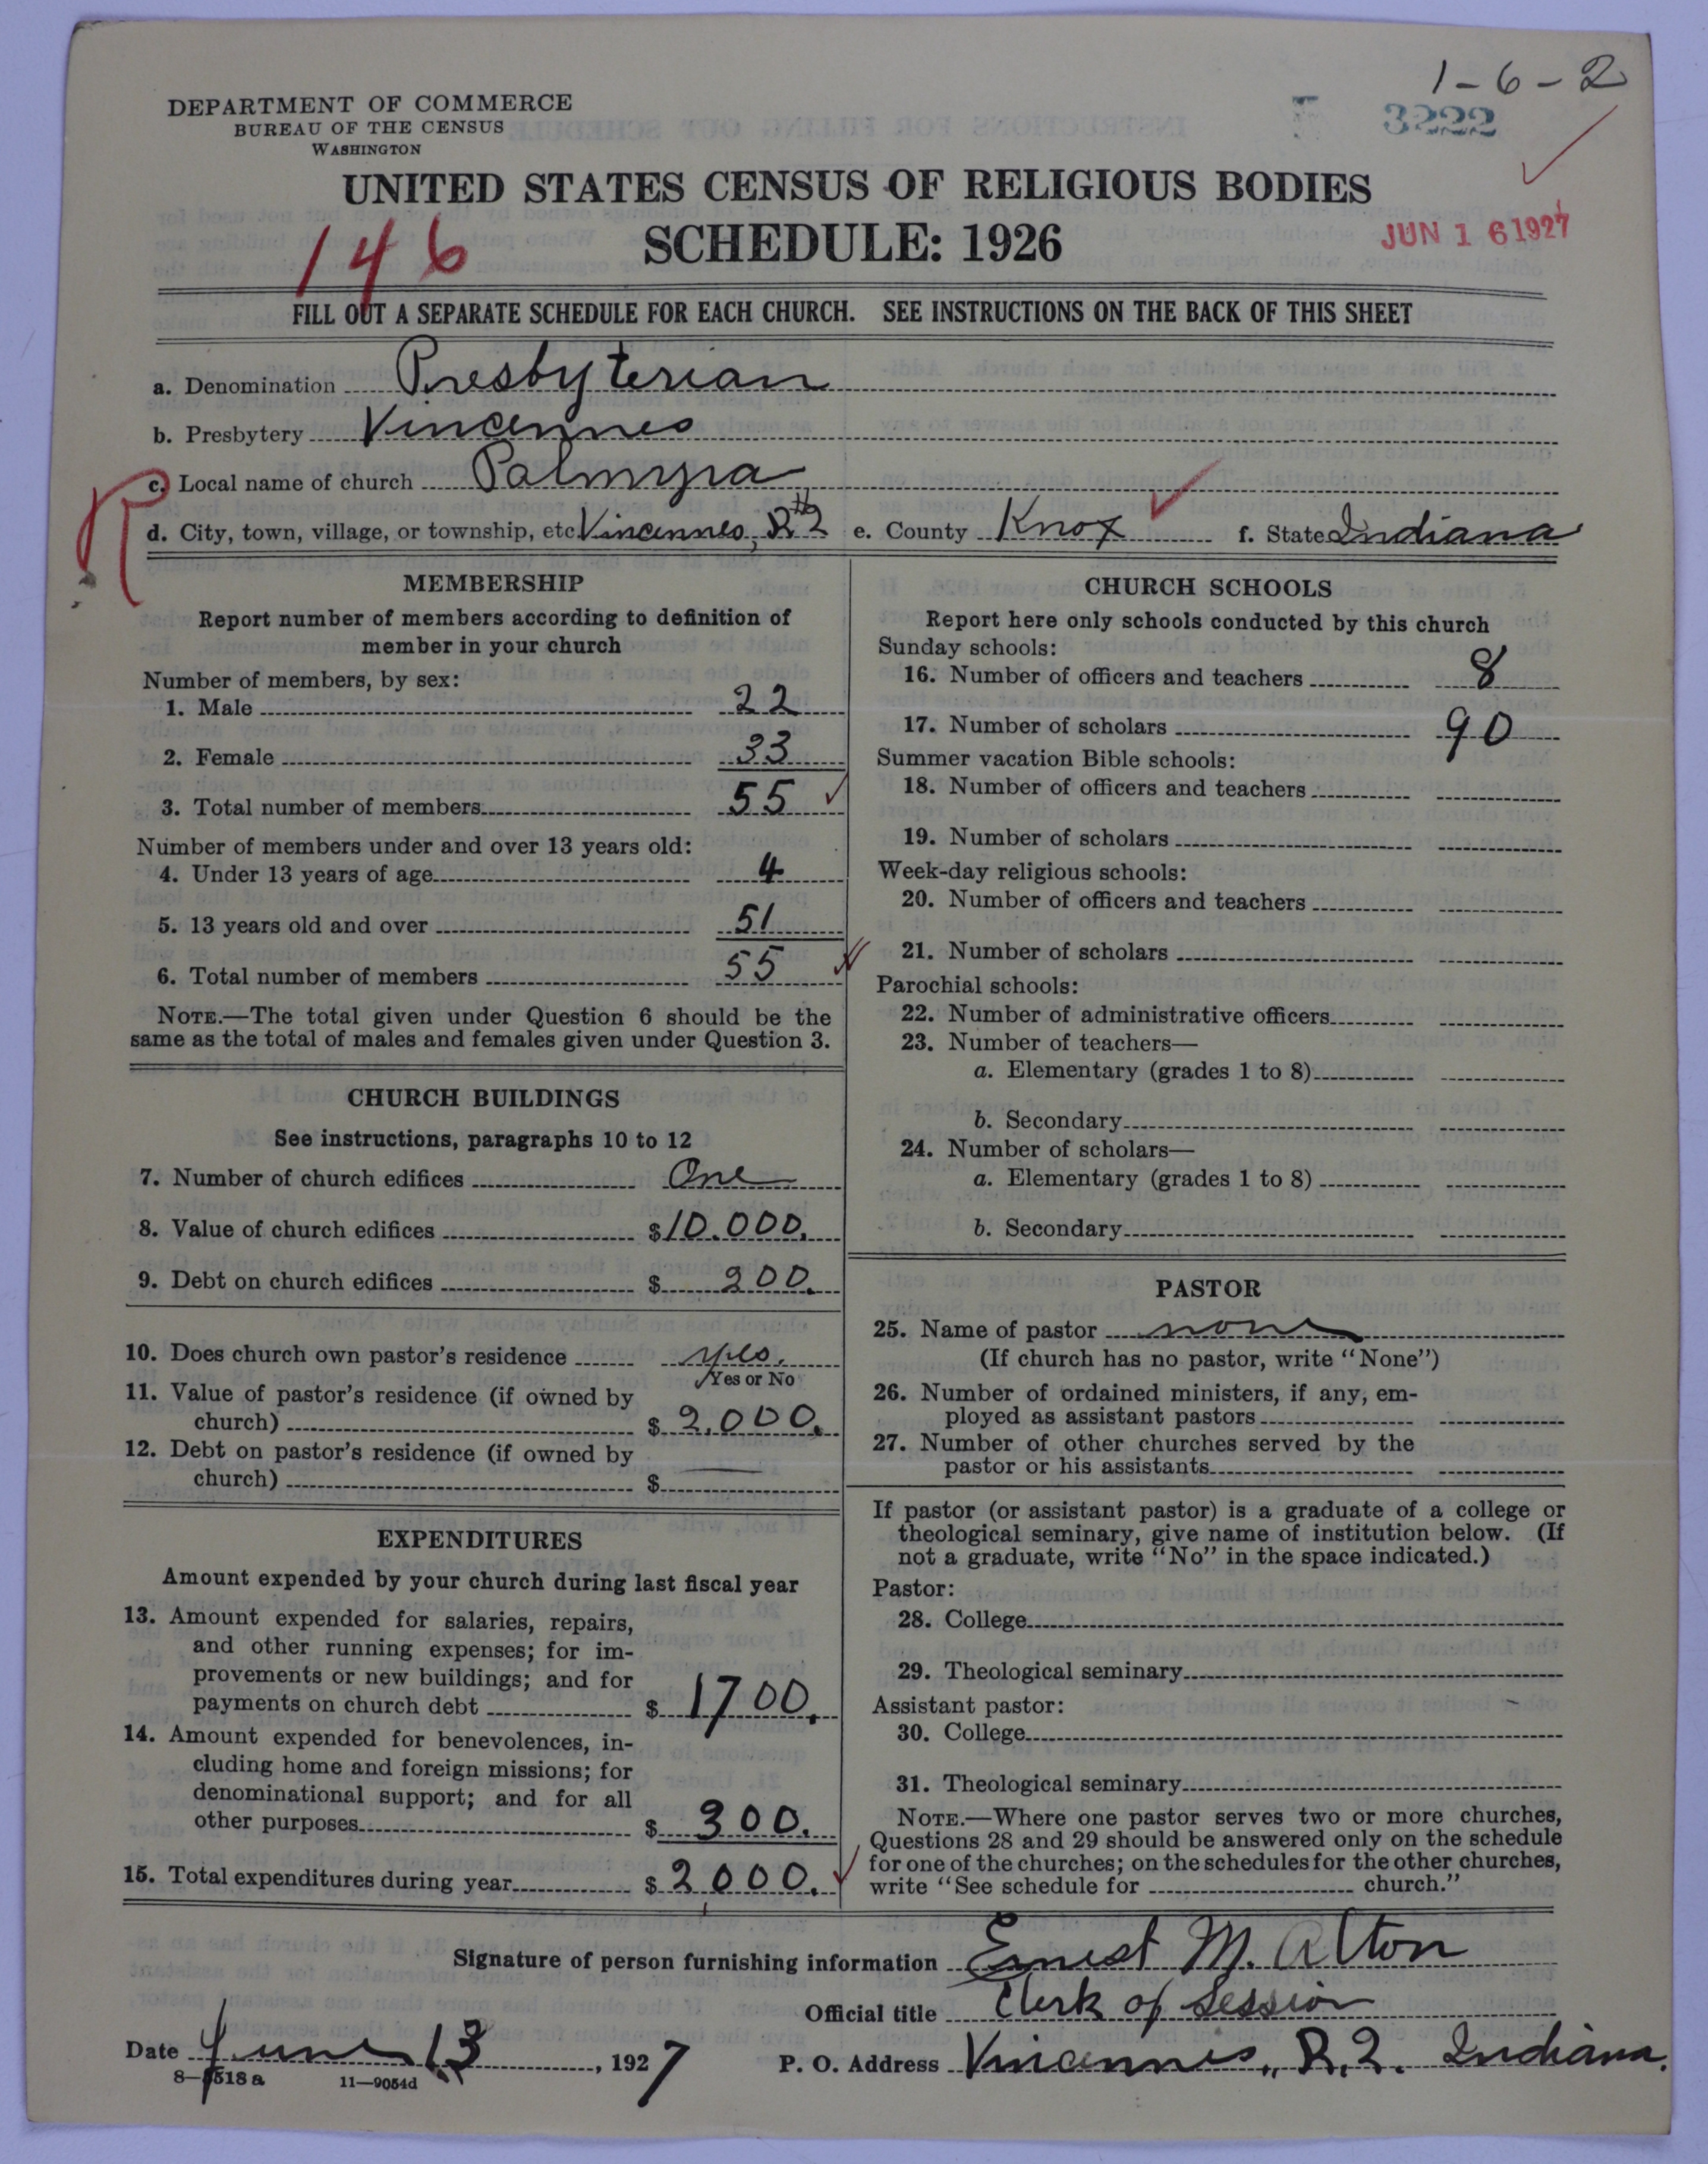 1-6-2
DEPARTMENT OF COMMERCE
BUREAU OF THE CENSUS
WASHINGTON
3222
UNITED STATES CENSUS OF RELIGIOUS BODIES
SCHEDULE: 1926
146
JUN 16 1927
FILL OUT A SEPARATE SCHEDULE FOR EACH CHURCH. SEE INSTRUCTIONS ON THE BACK OF THIS SHEET
a. Denomination Presbyterian
b. Presbytery Vincennes
c. Local name of church Palmyra
d. City, town, village, or township, etc. Vincennes, R#2 e. County Knox f. State Indiana
R
MEMBERSHIP
Report number of members according to definition of
member in your church
Number of members, by sex:
1. Male 22
2. Female 33
3. Total number of members 55 ✓
Number of members under and over 13 years old:
4. Under 13 years of age 4
5. 13 years old and over 51
6. Total number of members 55
NOTE.—The total given under Question 6 should be the
same as the total of males and females given under Question 3.
CHURCH BUILDINGS
See instructions, paragraphs 10 to 12
7. Number of church edifices One
8. Value of church edifices $10.000.
9. Debt on church edifices $ 200.
10. Does church own pastor's residence yes.
Yes or No
11. Value of pastor's residence (if owned by
church) $ 2,000.
12. Debt on pastor's residence (if owned by
church) $ —
EXPENDITURES
Amount expended by your church during last fiscal year
13. Amount expended for salaries, repairs,
and other running expenses; for im-
provements or new buildings; and for
payments on church debt $ 1700.
14. Amount expended for benevolences, in-
cluding home and foreign missions; for
denominational support; and for all
other purposes $ 300.
15. Total expenditures during year $ 2,000. ✓
CHURCH SCHOOLS
Report here only schools conducted by this church
Sunday schools:
16. Number of officers and teachers 8
17. Number of scholars 90
Summer vacation Bible schools:
18. Number of officers and teachers
19. Number of scholars
Week-day religious schools:
20. Number of officers and teachers
21. Number of scholars
Parochial schools:
22. Number of administrative officers
23. Number of teachers—
a. Elementary (grades 1 to 8)
b. Secondary
24. Number of scholars—
a. Elementary (grades 1 to 8)
b. Secondary
PASTOR
25. Name of pastor none
(If church has no pastor, write "None")
26. Number of ordained ministers, if any, em-
ployed as assistant pastors
27. Number of other churches served by the
pastor or his assistants
If pastor (or assistant pastor) is a graduate of a college or
theological seminary, give name of institution below. (If
not a graduate, write "No" in the space indicated.)
Pastor:
28. College
29. Theological seminary
Assistant pastor:
30. College
31. Theological seminary
NOTE.—Where one pastor serves two or more churches,
Questions 28 and 29 should be answered only on the schedule
for one of the churches; on the schedules for the other churches,
write "See schedule for church."
Signature of person furnishing information Ernest M. Alton
Official title Clerk of Session
Date June 13, 1927 P. O. Address Vincennes, R,2. Indiana.
8—8518a 11—9054d